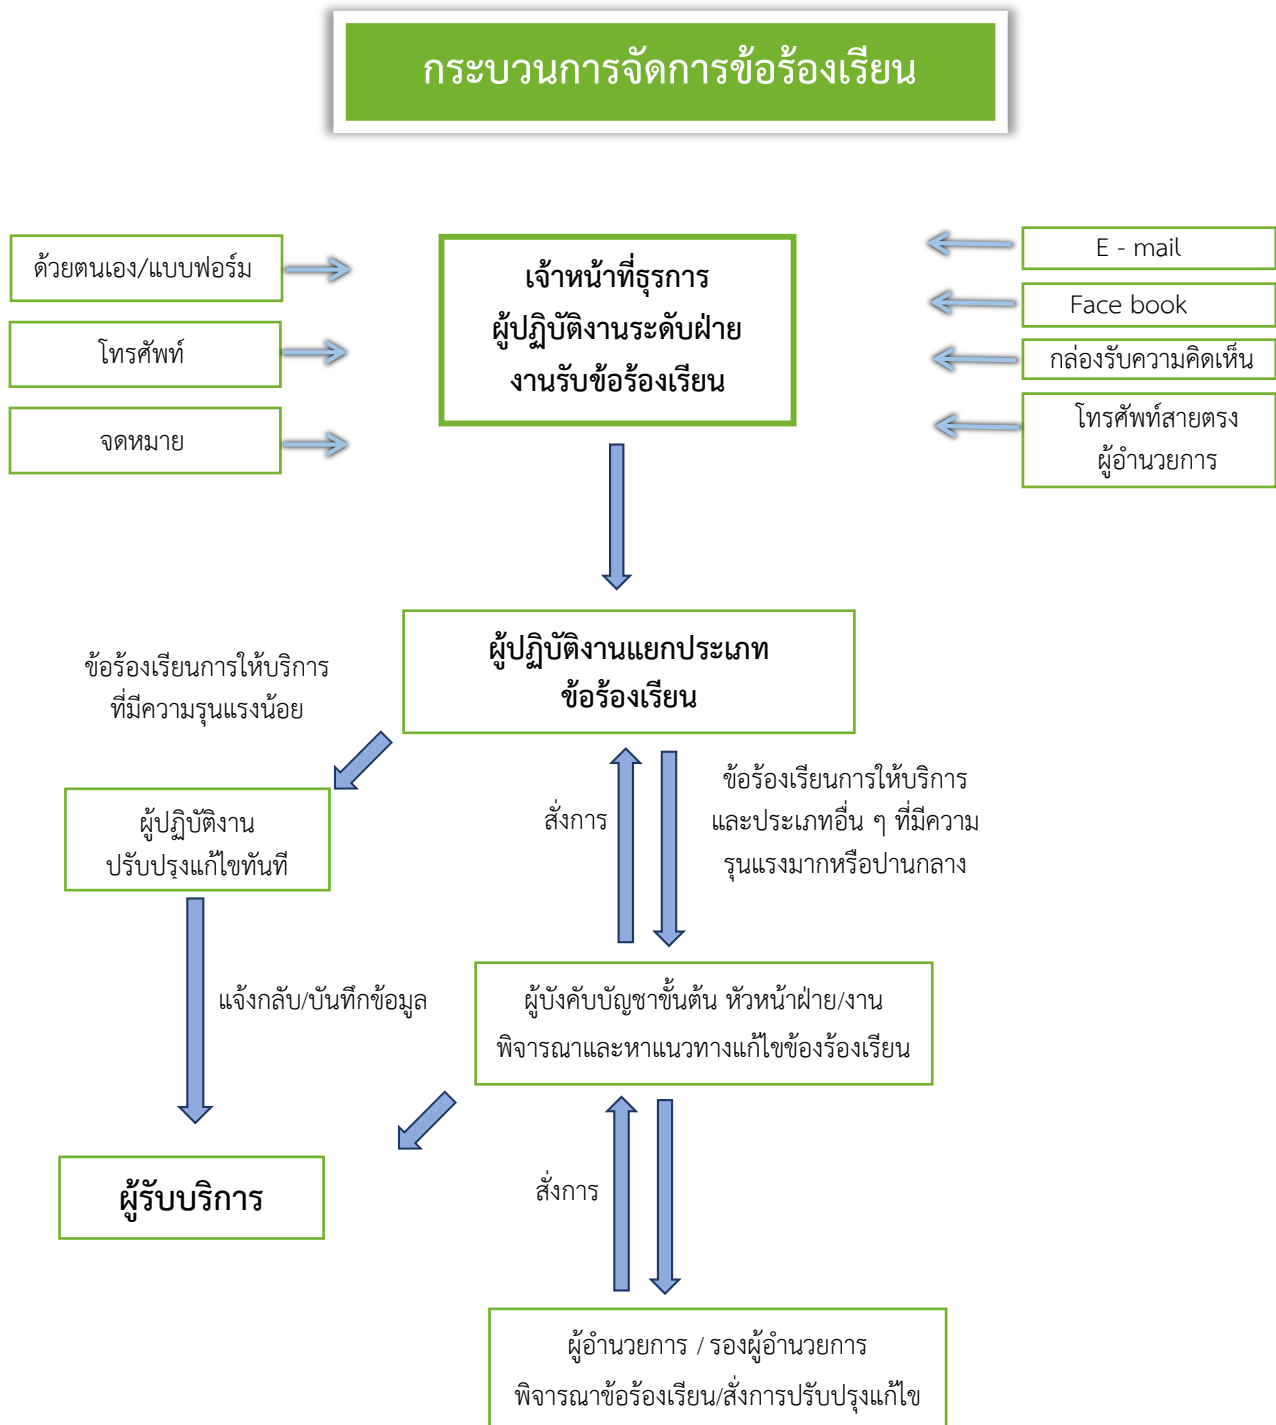 กระบวนการจัดการข้อร้องเรียน
ด้วยตนเอง/แบบฟอร์ม
โทรศัพท์
จดหมาย
เจ้าหน้าที่ธุรการ
ผู้ปฏิบัติงานระดับฝ่าย
งานรับข้อร้องเรียน
E - mail
Face book
กล่องรับความคิดเห็น
โทรศัพท์สายตรง
ผู้อำนวยการ
ผู้ปฏิบัติงานแยกประเภท
ข้อร้องเรียน
ข้อร้องเรียนการให้บริการ
ที่มีความรุนแรงน้อย
ผู้ปฏิบัติงาน
ปรับปรุงแก้ไขทันที
สั่งการ
ข้อร้องเรียนการให้บริการ
และประเภทอื่น ๆ ที่มีความ
รุนแรงมากหรือปานกลาง
แจ้งกลับ/บันทึกข้อมูล
ผู้บังคับบัญชาขั้นต้น หัวหน้าฝ่าย/งาน
พิจารณาและหาแนวทางแก้ไขข้องร้องเรียน
ผู้รับบริการ
สั่งการ
ผู้อำนวยการ / รองผู้อำนวยการ
พิจารณาข้อร้องเรียน/สั่งการปรับปรุงแก้ไข